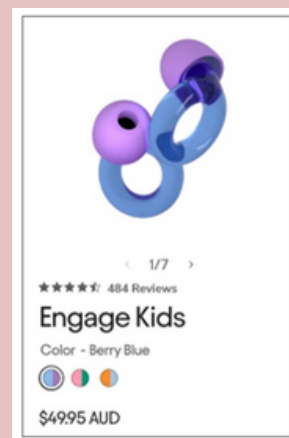 1/7
484 Reviews
Engage Kids
Color - Berry Blue
$49.95 AUD